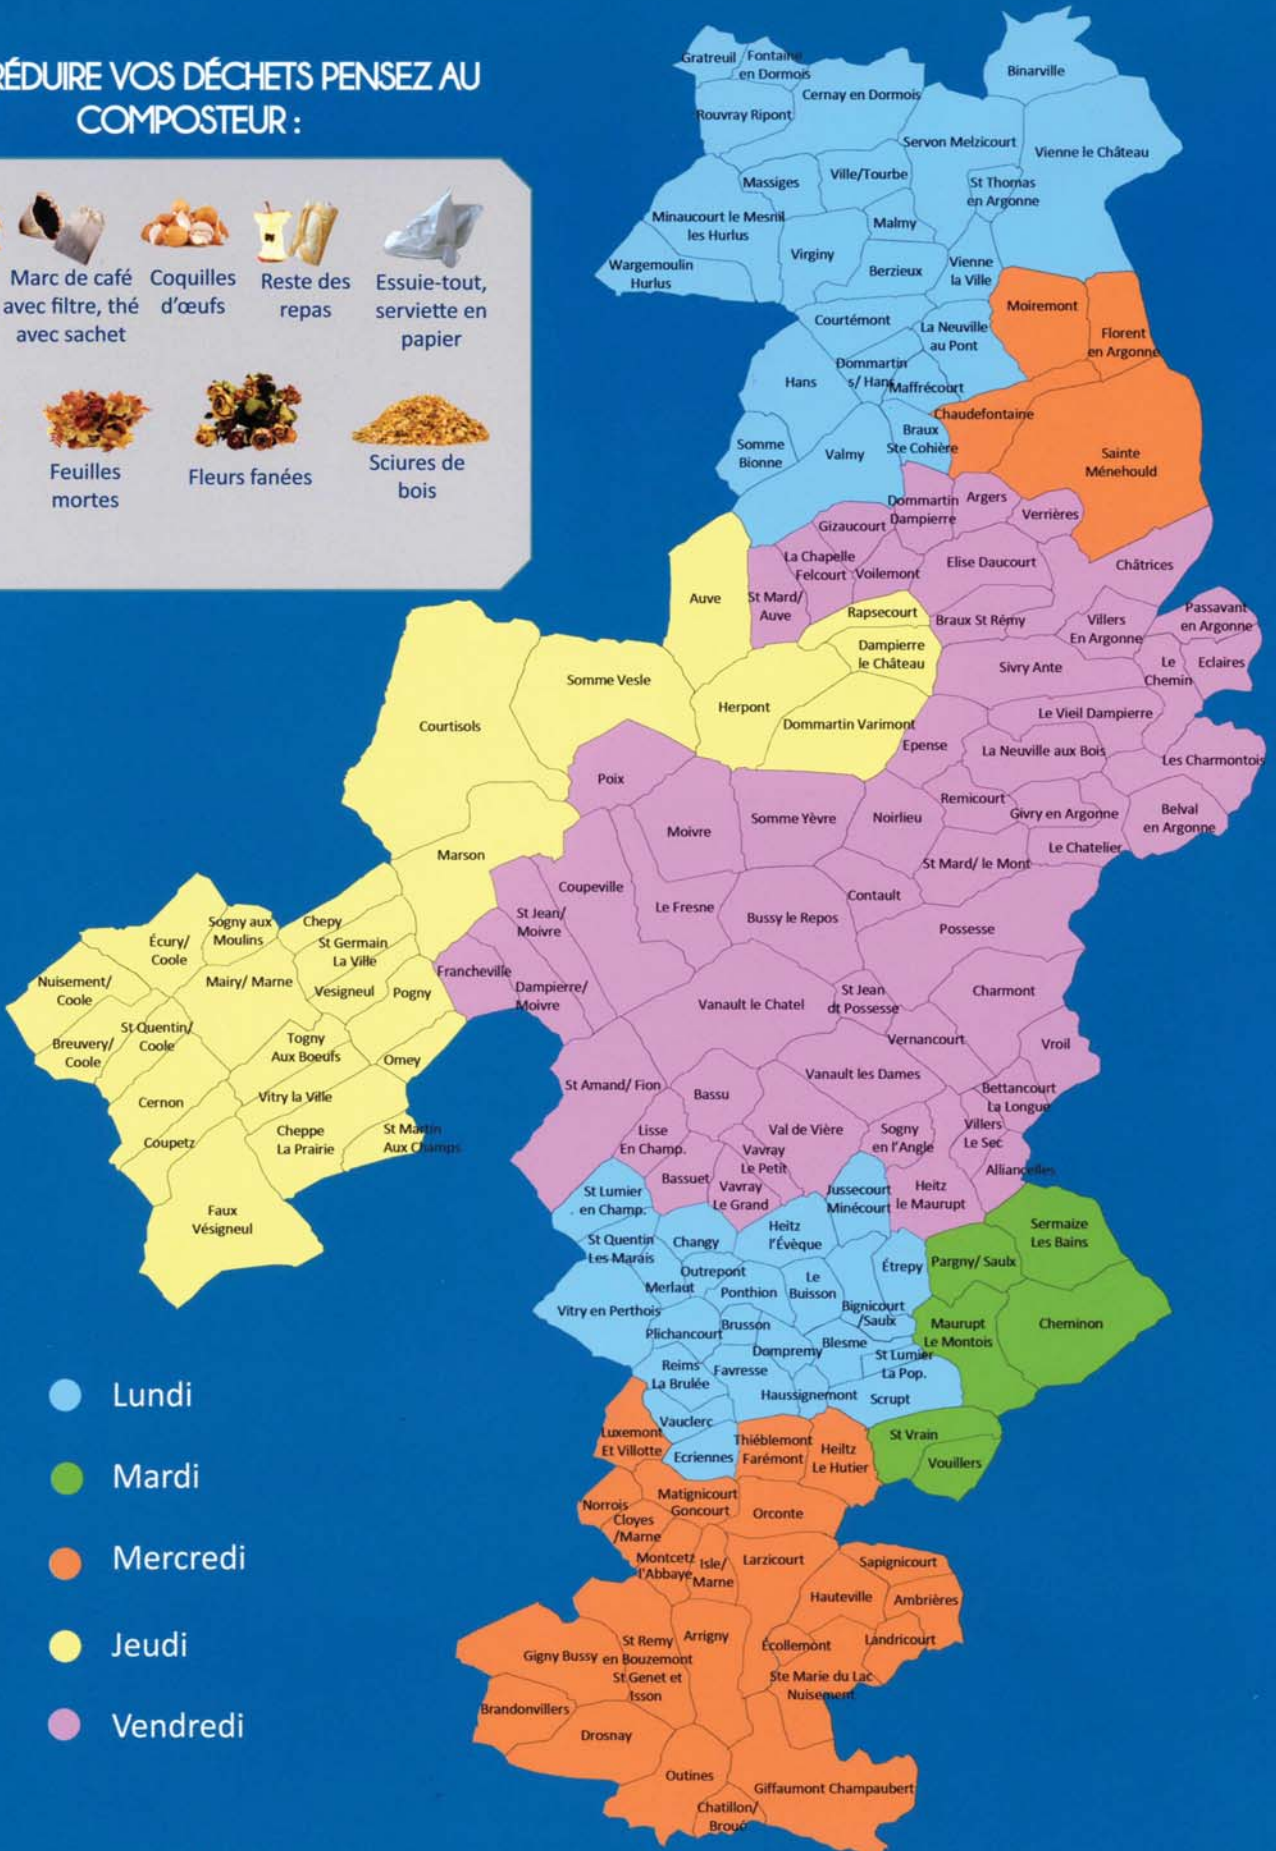 RÉDUIRE VOS DÉCHETS PENSEZ AU
COMPOSTEUR :
Marc de café
avec filtre, thé
avec sachet
Coquilles
d'œufs
Reste des
repas
Essuie-tout,
serviette en
papier
Feuilles
mortes
Fleurs fanées
Sciures de
bois
Gratreuil
Fontaine
en Dormois
Binarville
Cernay en Dormois
Rouvray Ripont
Servon Melzicourt
Vienne le Château
Massiges
Ville/Tourbe
St Thomas
en Argonne
Minaucourt le Mesnil
les Hurlus
Malmy
Virginy
Wargemoulin
Hurlus
Berzieux
Vienne
la Ville
Moiremont
Courtémont
La Neuville
au Pont
Florent
en Argonne
Hans
Dommartin
s/ Hans
Maffrécourt
Chaudefontaine
Somme
Bionne
Valmy
Braux
Ste Cohière
Sainte
Ménehould
Dommartin
Dampierre
Argers
Verrières
Gizaucourt
La Chapelle
Felcourt
Voilemont
Elise Daucourt
Châtrices
Auve
St Mard/
Auve
Rapsecourt
Braux St Rémy
Villers
En Argonne
Passavant
en Argonne
Dampierre
le Château
Sivry Ante
Le
Chemin
Eclaires
Somme Vesle
Courtisols
Herpont
Dommartin Varimont
Le Vieil Dampierre
Epense
La Neuville aux Bois
Les Charmontois
Poix
Remicourt
Givry en Argonne
Belval
en Argonne
Moivre
Somme Yèvre
Noirlieu
Le Chatelier
Marson
St Mard/ le Mont
Coupeville
Contault
Le Fresne
Bussy le Repos
Possesse
St Jean/
Moivre
Chepy
Sogny aux
Moulins
Écury/
Coole
St Germain
La Ville
Francheville
Nuisement/
Coole
Mairy/ Marne
Vesigneul
Pogny
Dampierre/
Moivre
Vanault le Chatel
St Jean
dt Possesse
Charmont
St Quentin/
Coole
Breuvery/
Coole
Togny
Aux Boeufs
Omey
Vernancourt
Vroil
St Amand/ Fion
Bassu
Vanault les Dames
Bettancourt
La Longue
Cernon
Vitry la Ville
Coupetz
Cheppe
La Prairie
St Martin
Aux Champs
Lisse
En Champ.
Val de Vière
Sogny
en l'Angle
Villers
Le Sec
Vavray
Le Petit
Alliancelles
Bassuet
Vavray
Le Grand
Heitz
le Maurupt
Faux
Vésigneul
St Lumier
en Champ.
Jussecourt
Minécourt
Sermaize
Les Bains
St Quentin
Les Marais
Changy
Heitz
l'Évèque
Étrepy
Pargny/ Saulx
Outrepont
Merlaut
Ponthion
Le
Buisson
Vitry en Perthois
Bignicourt
/Saulx
Maurupt
Le Montois
Cheminon
Plichancourt
Brusson
Dompremy
Blesme
St Lumier
La Pop.
Reims
La Brulée
Favresse
Haussignemont
Scrupt
Lundi
Vauclerc
Luxemont
Et Villotte
Ecriennes
Thiéblemont
Farémont
Heiltz
Le Hutier
St Vrain
Vouillers
Mardi
Norrois
Matignicourt
Goncourt
Orconte
Cloyes
/Marne
Mercredi
Montcetz
l'Abbaye
Isle/
Marne
Larzicourt
Sapignicourt
Hauteville
Ambrières
Jeudi
Gigny Bussy
St Remy
en Bouzemont
St Genet et
Isson
Arrigny
Écollemont
Landricourt
Ste Marie du Lac
Nuisement
Vendredi
Brandonvillers
Drosnay
Outines
Giffaumont Champaubert
Chatillon/
Broué